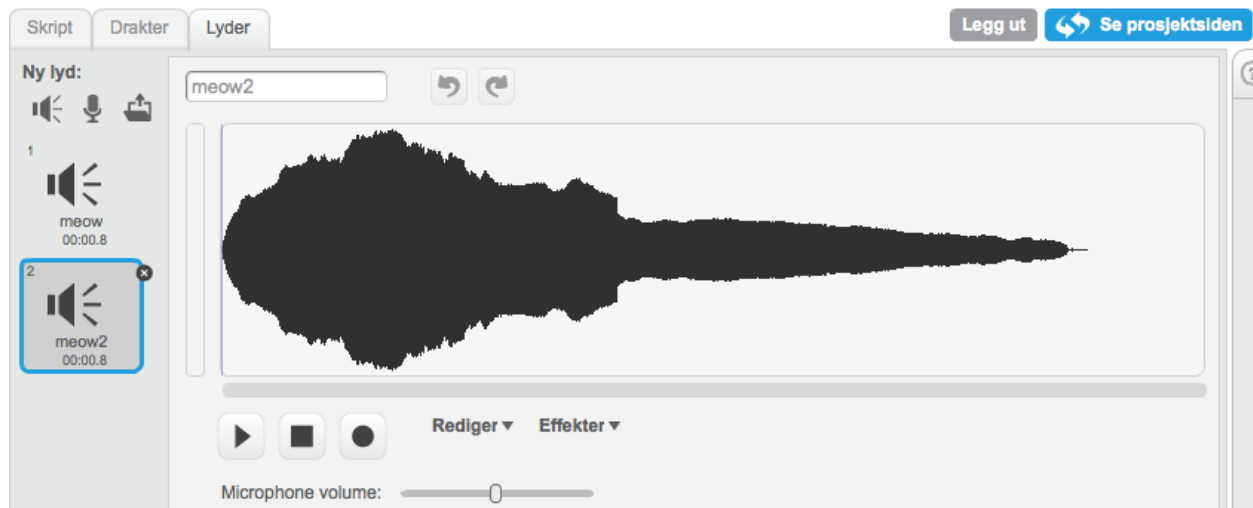 Skript
Drakter
Lyder
Legg ut
Se prosjektsiden
Ny lyd:
meow2
1
meow
00:00.8
2
meow2
00:00.8
Rediger
Effekter
Microphone volume: